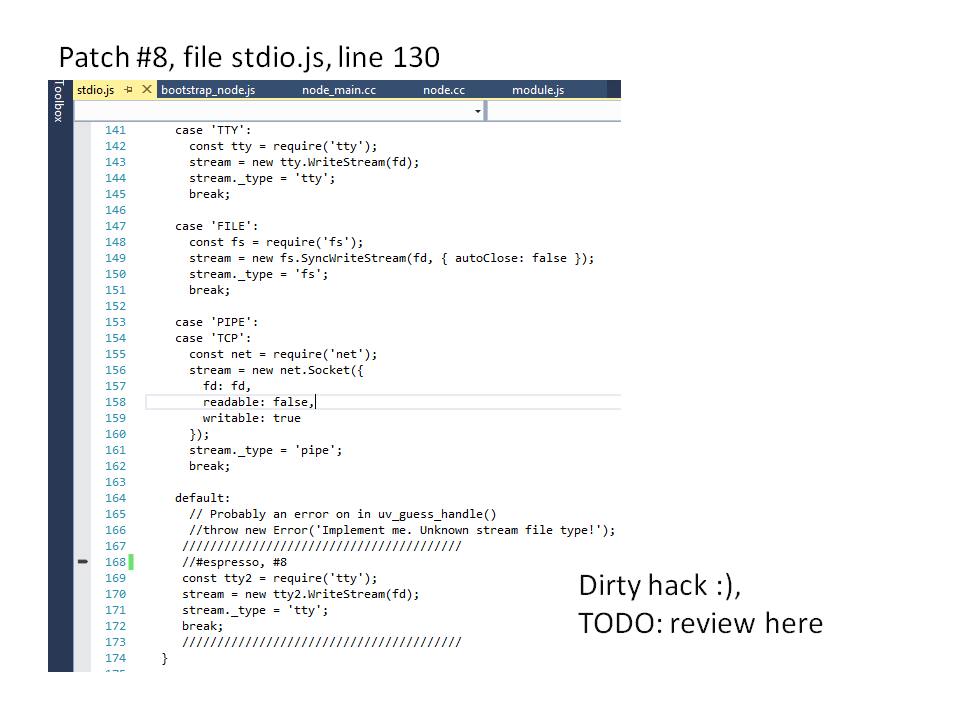 Patch #8, file stdio.js, line 130
Toolbox
stdio.js bootstrap_node.js node_main.cc node.cc module.js
141 case 'TTY':
142 const tty = require('tty');
143 stream = new tty.WriteStream(fd);
144 stream._type = 'tty';
145 break;
146
147 case 'FILE':
148 const fs = require('fs');
149 stream = new fs.SyncWriteStream(fd, { autoClose: false });
150 stream._type = 'fs';
151 break;
152
153 case 'PIPE':
154 case 'TCP':
155 const net = require('net');
156 stream = new net.Socket({
157 fd: fd,
158 readable: false,
159 writable: true
160 });
161 stream._type = 'pipe';
162 break;
163
164 default:
165 // Probably an error on in uv_guess_handle()
166 //throw new Error('Implement me. Unknown stream file type!');
167 ////////////////////////////////////////
168 //#espresso, #8
169 const tty2 = require('tty');
170 stream = new tty2.WriteStream(fd);
171 stream._type = 'tty';
172 break;
173 ////////////////////////////////////////
174 }
Dirty hack :),
TODO: review here